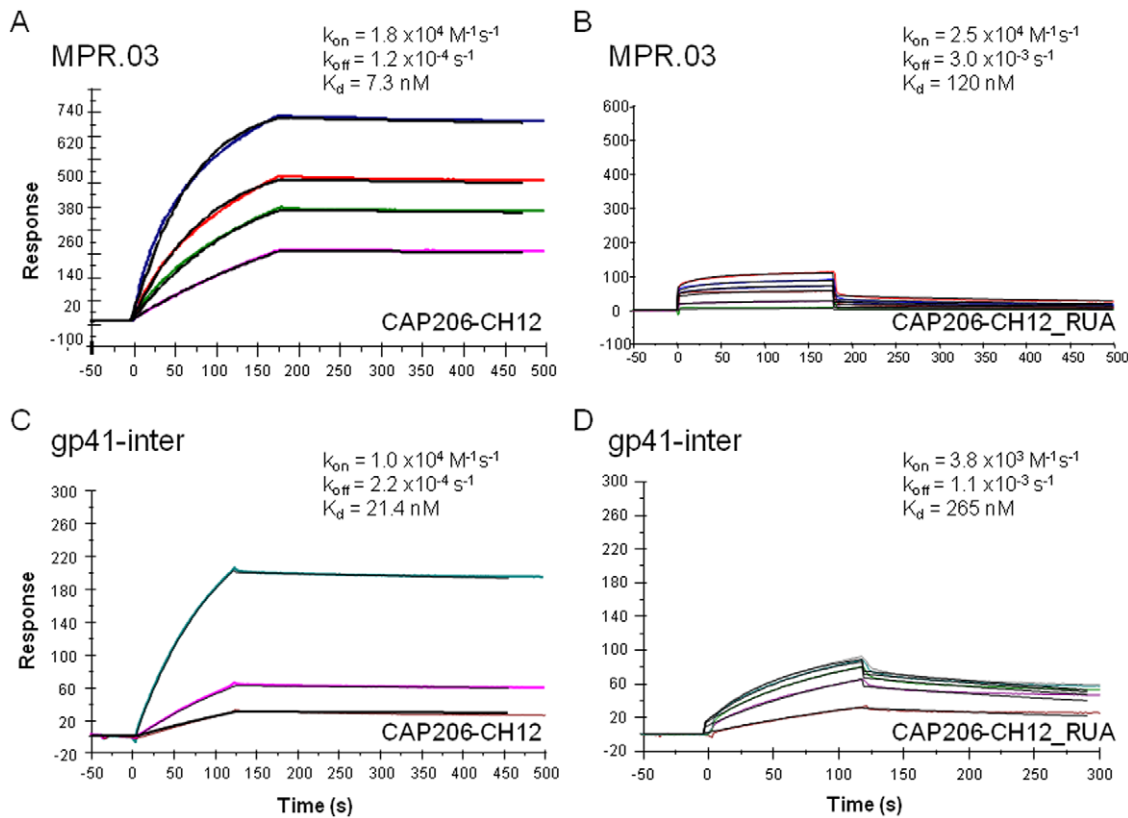 A
MPR.03
kon = 1.8 x10⁴ M⁻¹s⁻¹
koff = 1.2 x10⁻⁴ s⁻¹
Kd = 7.3 nM
740
620
500
380
260
140
20
-100
Response
CAP206-CH12
-50 0 50 100 150 200 250 300 350 400 450 500
B
MPR.03
kon = 2.5 x10⁴ M⁻¹s⁻¹
koff = 3.0 x10⁻³ s⁻¹
Kd = 120 nM
600
500
400
300
200
100
0
-100
CAP206-CH12_RUA
-50 0 50 100 150 200 250 300 350 400 450 500
C
gp41-inter
kon = 1.0 x10⁴ M⁻¹s⁻¹
koff = 2.2 x10⁻⁴ s⁻¹
Kd = 21.4 nM
300
260
220
180
140
100
60
20
-20
Response
CAP206-CH12
-50 0 50 100 150 200 250 300 350 400 450 500
Time (s)
D
gp41-inter
kon = 3.8 x10³ M⁻¹s⁻¹
koff = 1.1 x10⁻³ s⁻¹
Kd = 265 nM
300
260
220
180
140
100
60
20
-20
CAP206-CH12_RUA
-50 0 50 100 150 200 250 300
Time (s)